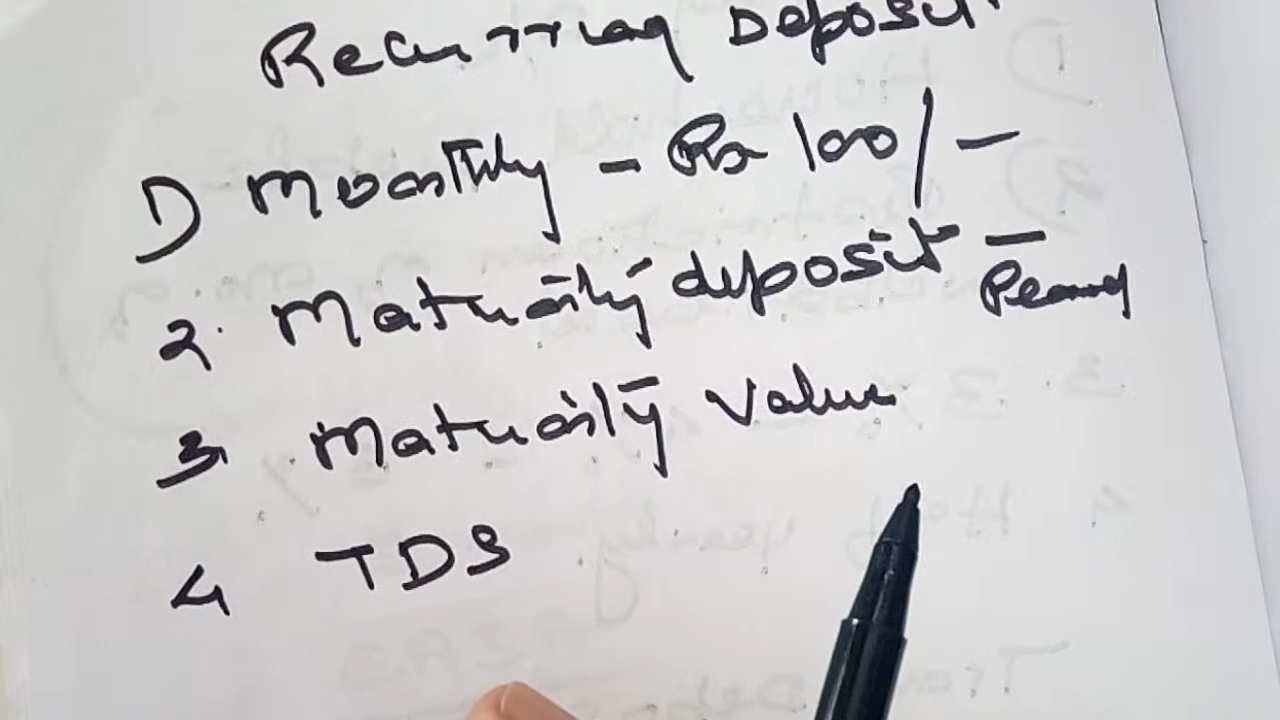 Recurring Deposit
1) Monthly - Rs 100/-
2. Maturity deposit -
3. Maturity Value
4 TDS